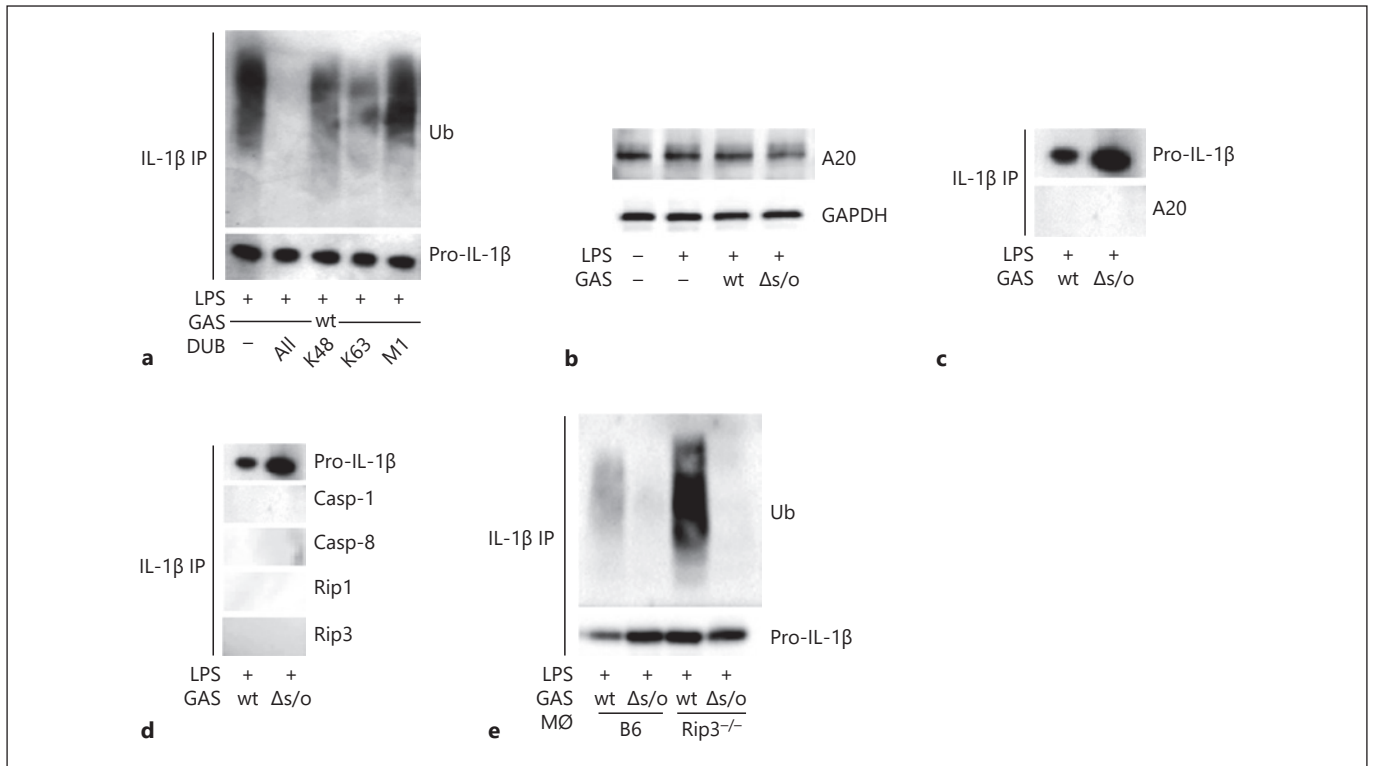 IL-1β IP
Ub
Pro-IL-1β
LPS + + + + +
GAS wt
DUB – All K48 K63 M1
a
A20
GAPDH
LPS – + + +
GAS – – wt Δs/o
b
IL-1β IP
Pro-IL-1β
A20
LPS + +
GAS wt Δs/o
c
IL-1β IP
Pro-IL-1β
Casp-1
Casp-8
Rip1
Rip3
LPS + +
GAS wt Δs/o
d
IL-1β IP
Ub
Pro-IL-1β
LPS + + + +
GAS wt Δs/o wt Δs/o
MØ B6 Rip3–/–
e